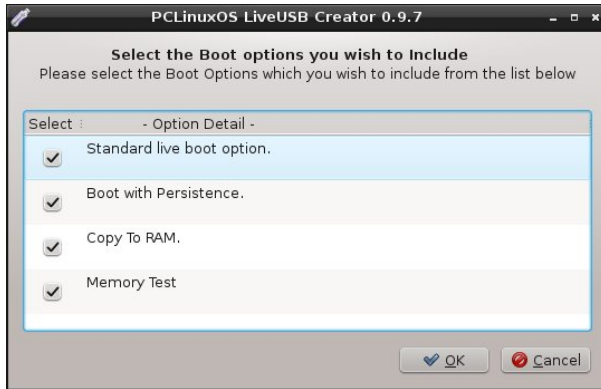 PCLinuxOS LiveUSB Creator 0.9.7
Select the Boot options you wish to Include
Please select the Boot Options which you wish to include from the list below
Select - Option Detail -
Standard live boot option.
Boot with Persistence.
Copy To RAM.
Memory Test
OK Cancel